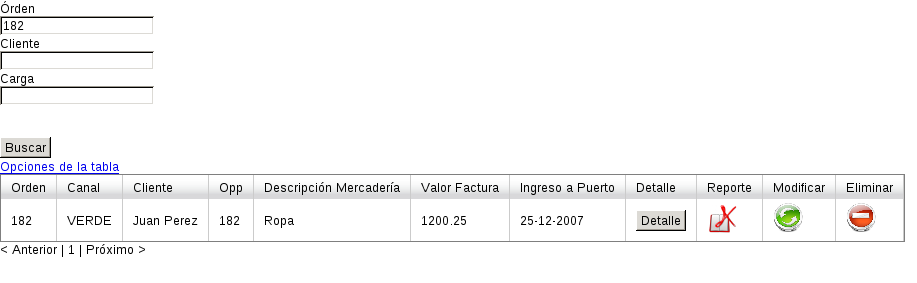 Órden
182
Cliente
Carga
Buscar
Opciones de la tabla
Orden Canal Cliente Opp Descripción Mercadería Valor Factura Ingreso a Puerto Detalle Reporte Modificar Eliminar
182 VERDE Juan Perez 182 Ropa 1200.25 25-12-2007 Detalle
< Anterior | 1 | Próximo >